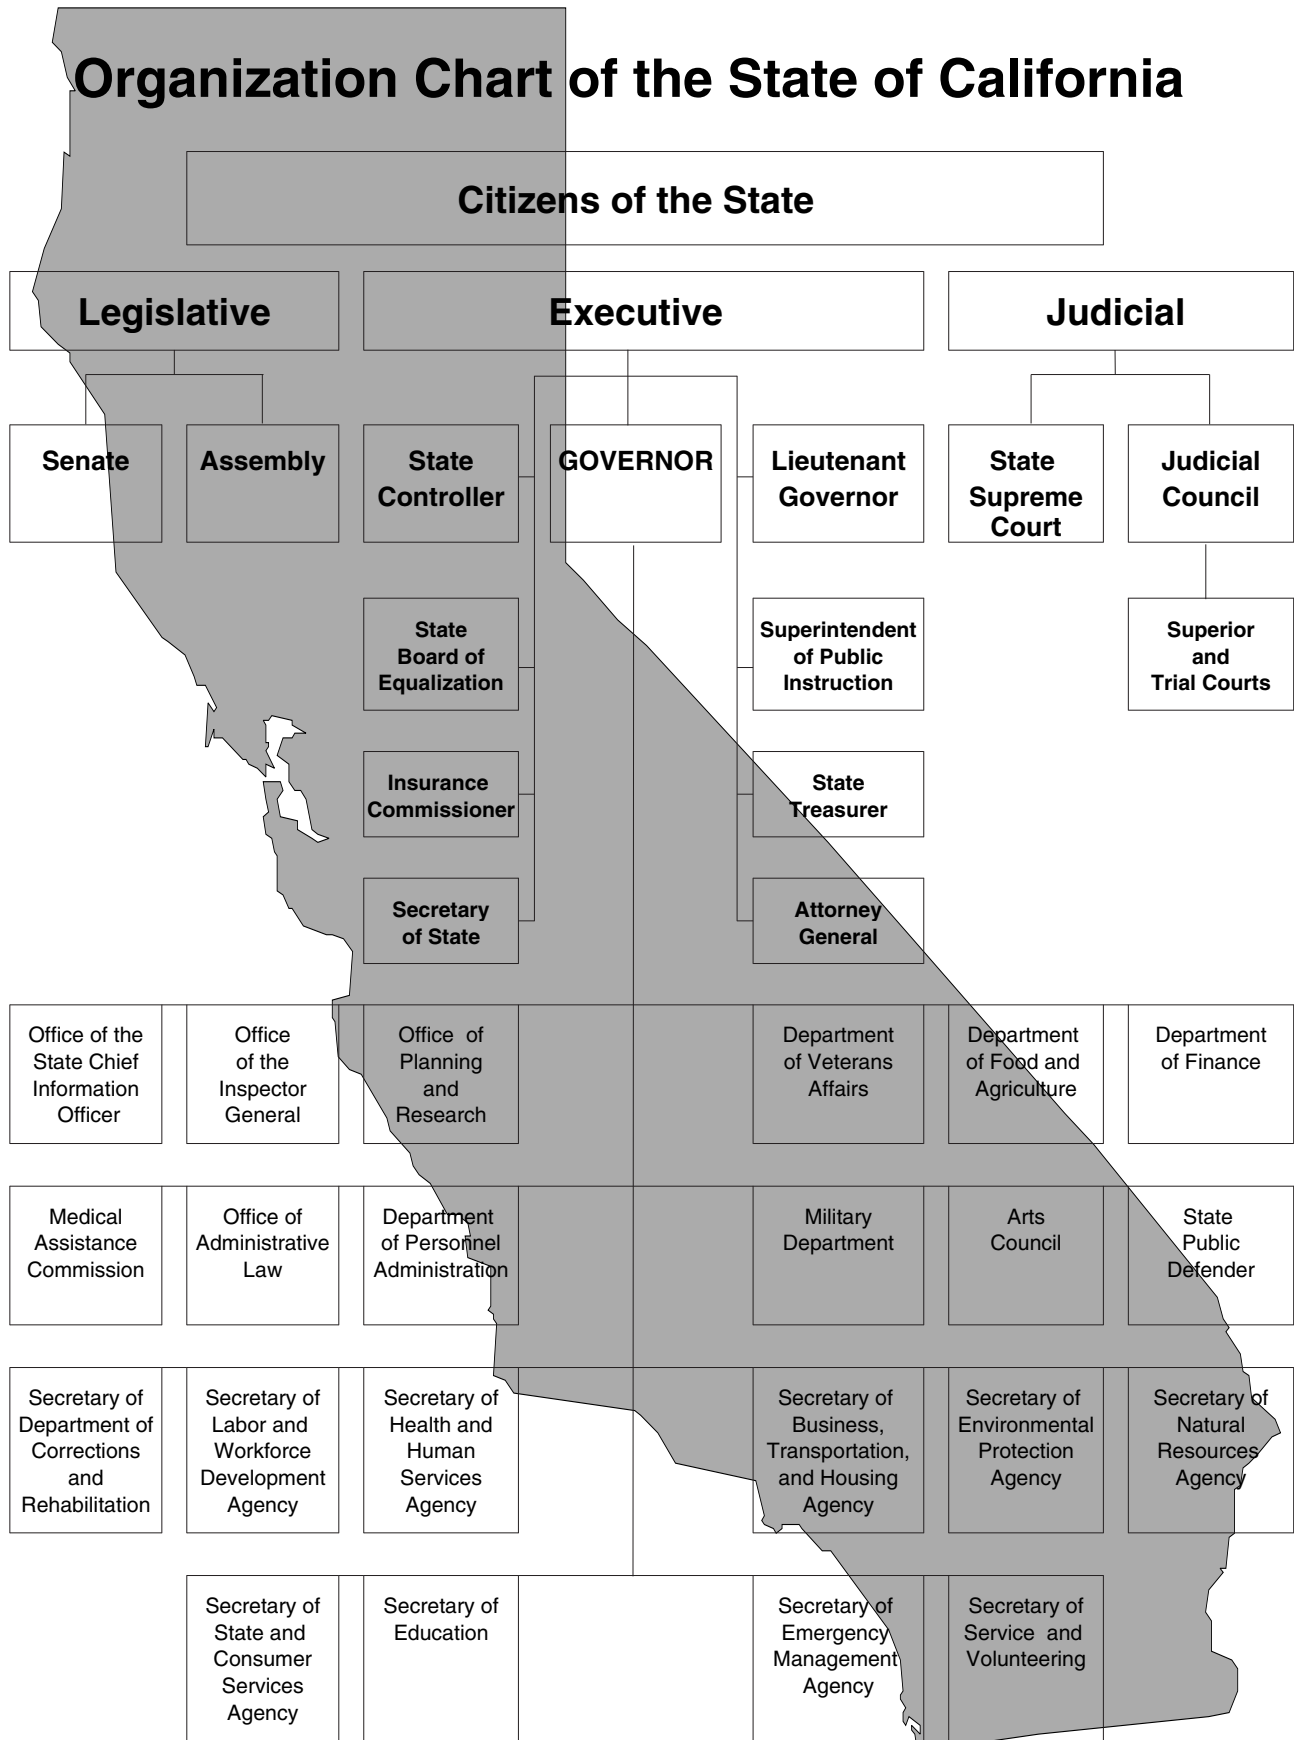 Organization Chart of the State of California
Citizens of the State
Legislative
Executive
Judicial
Senate
Assembly
State
Controller
GOVERNOR
Lieutenant
Governor
State
Supreme
Court
Judicial
Council
State
Board of
Equalization
Superintendent
of Public
Instruction
Superior
and
Trial Courts
Insurance
Commissioner
State
Treasurer
Secretary
of State
Attorney
General
Office of the
State Chief
Information
Officer
Office
of the
Inspector
General
Office of
Planning
and
Research
Department
of Veterans
Affairs
Department
of Food and
Agriculture
Department
of Finance
Medical
Assistance
Commission
Office of
Administrative
Law
Department
of Personnel
Administration
Military
Department
Arts
Council
State
Public
Defender
Secretary of
Department of
Corrections
and
Rehabilitation
Secretary of
Labor and
Workforce
Development
Agency
Secretary of
Health and
Human
Services
Agency
Secretary of
Business,
Transportation,
and Housing
Agency
Secretary of
Environmental
Protection
Agency
Secretary of
Natural
Resources
Agency
Secretary of
State and
Consumer
Services
Agency
Secretary of
Education
Secretary of
Emergency
Management
Agency
Secretary of
Service and
Volunteering